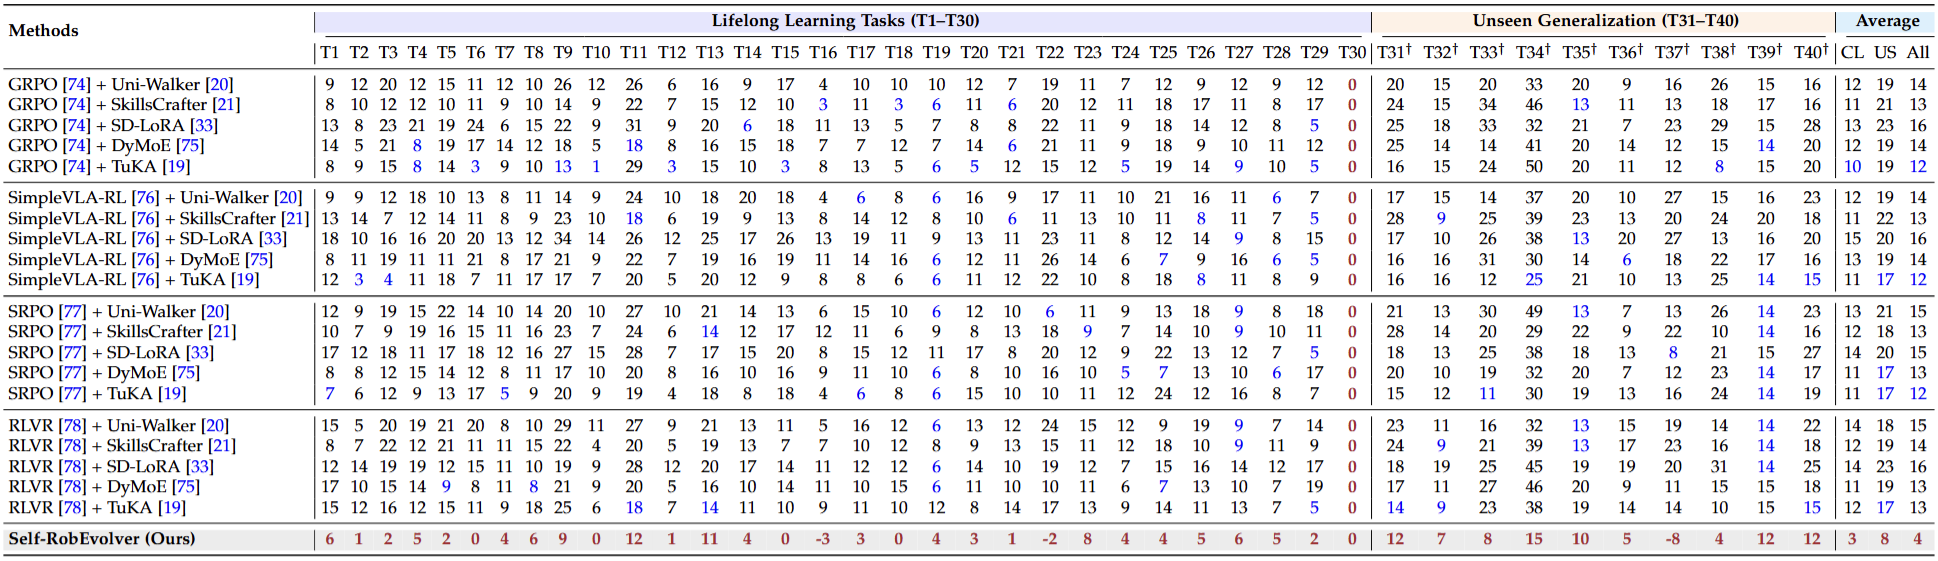 Methods Lifelong Learning Tasks (T1–T30) Unseen Generalization (T31–T40) Average
T1 T2 T3 T4 T5 T6 T7 T8 T9 T10 T11 T12 T13 T14 T15 T16 T17 T18 T19 T20 T21 T22 T23 T24 T25 T26 T27 T28 T29 T30 T31† T32† T33† T34† T35† T36† T37† T38† T39† T40† CL US All
GRPO [74] + Uni-Walker [20] 9 12 20 12 15 11 12 10 26 12 26 6 16 9 17 4 10 10 10 12 7 19 11 7 12 9 12 9 12 0 20 15 20 33 20 9 16 26 15 16 12 19 14
GRPO [74] + SkillsCrafter [21] 8 10 12 12 10 11 9 10 14 9 22 7 15 12 10 3 11 3 6 11 6 20 12 11 18 17 11 8 17 0 24 15 34 46 13 11 13 18 17 16 11 21 13
GRPO [74] + SD-LoRA [33] 13 8 23 21 19 24 6 15 22 9 31 9 20 6 18 11 13 5 7 8 8 22 11 9 18 14 12 8 5 0 25 18 33 32 21 7 23 29 15 28 13 23 16
GRPO [74] + DyMoE [75] 14 5 21 8 19 17 14 12 18 5 18 8 16 15 18 7 7 12 7 14 6 21 11 9 18 9 10 11 12 0 25 14 14 41 20 14 12 15 14 20 12 19 14
GRPO [74] + TuKA [19] 8 9 15 8 14 3 9 10 13 1 29 3 15 10 3 8 13 5 6 5 12 15 12 5 19 14 9 10 5 0 16 15 24 50 20 11 12 8 15 20 10 19 12
SimpleVLA-RL [76] + Uni-Walker [20] 9 9 12 18 10 13 8 11 14 9 24 10 18 20 18 4 6 8 6 16 9 17 11 10 21 16 11 6 7 0 17 15 14 37 20 10 27 15 16 23 12 19 14
SimpleVLA-RL [76] + SkillsCrafter [21] 13 14 7 12 14 11 8 9 23 10 18 6 19 9 13 8 14 12 8 10 6 11 13 10 11 8 11 7 5 0 28 9 25 39 23 13 20 24 20 18 11 22 13
SimpleVLA-RL [76] + SD-LoRA [33] 18 10 16 16 20 20 13 12 34 14 26 12 25 17 26 13 19 11 9 13 11 23 11 8 12 14 9 8 15 0 17 10 26 38 13 20 27 13 16 20 15 20 16
SimpleVLA-RL [76] + DyMoE [75] 8 11 19 11 11 21 8 17 21 9 22 7 19 16 19 11 14 16 6 12 11 26 14 6 7 9 16 6 5 0 16 16 31 30 14 6 18 22 17 16 13 19 14
SimpleVLA-RL [76] + TuKA [19] 12 3 4 11 18 7 11 17 17 7 20 5 20 12 9 8 8 6 6 11 12 22 10 8 18 8 11 8 9 0 16 16 12 25 21 10 13 25 14 15 11 17 12
SRPO [77] + Uni-Walker [20] 12 9 19 15 22 14 10 14 20 10 27 10 21 14 13 6 15 10 6 12 10 6 11 9 13 18 9 8 18 0 21 13 30 49 13 7 13 26 14 23 13 21 15
SRPO [77] + SkillsCrafter [21] 10 7 9 19 16 15 11 16 23 7 24 6 14 12 17 12 11 6 9 8 13 18 9 7 14 10 9 10 11 0 28 14 20 29 22 9 22 10 14 16 12 18 13
SRPO [77] + SD-LoRA [33] 17 12 18 11 17 18 12 16 27 15 28 7 17 15 20 8 15 12 11 17 8 20 12 9 22 13 12 7 5 0 18 13 25 38 18 13 8 21 15 27 14 20 15
SRPO [77] + DyMoE [75] 8 8 12 15 14 12 8 11 17 10 20 8 16 10 16 9 11 10 6 8 10 16 10 5 7 13 10 6 17 0 20 10 19 32 20 7 12 23 14 17 11 17 13
SRPO [77] + TuKA [19] 7 6 12 9 13 17 5 9 20 9 19 4 18 8 18 4 6 8 6 15 10 10 11 12 24 12 16 8 7 0 15 12 11 30 19 13 16 24 14 19 11 17 12
RLVR [78] + Uni-Walker [20] 15 5 20 19 21 20 8 10 29 11 27 9 21 13 11 5 16 12 6 13 12 24 15 12 9 19 9 7 14 0 23 11 16 32 13 15 19 14 14 22 14 18 15
RLVR [78] + SkillsCrafter [21] 8 7 22 12 21 11 11 15 22 4 20 5 19 13 7 7 10 12 8 9 13 15 11 12 18 10 9 11 9 0 24 9 21 39 13 17 23 16 14 18 12 19 14
RLVR [78] + SD-LoRA [33] 12 14 19 19 12 15 11 10 19 9 28 12 20 17 14 11 12 12 6 14 10 19 12 7 15 16 14 12 17 0 18 19 25 45 19 19 20 31 14 25 14 23 16
RLVR [78] + DyMoE [75] 17 10 15 14 9 8 11 8 21 9 20 5 16 10 14 11 10 15 6 11 10 10 11 6 7 13 10 7 19 0 17 11 27 46 20 9 11 15 15 18 11 19 13
RLVR [78] + TuKA [19] 15 12 16 12 15 11 9 18 25 6 18 7 14 11 10 9 11 10 12 8 14 17 13 9 14 11 13 7 5 0 14 9 23 38 19 14 14 10 15 15 12 17 13
Self-RobEvolver (Ours) 6 1 2 5 2 0 4 6 9 0 12 1 11 4 0 -3 3 0 4 3 1 -2 8 4 4 5 6 5 2 0 12 7 8 15 10 5 -8 4 12 12 3 8 4